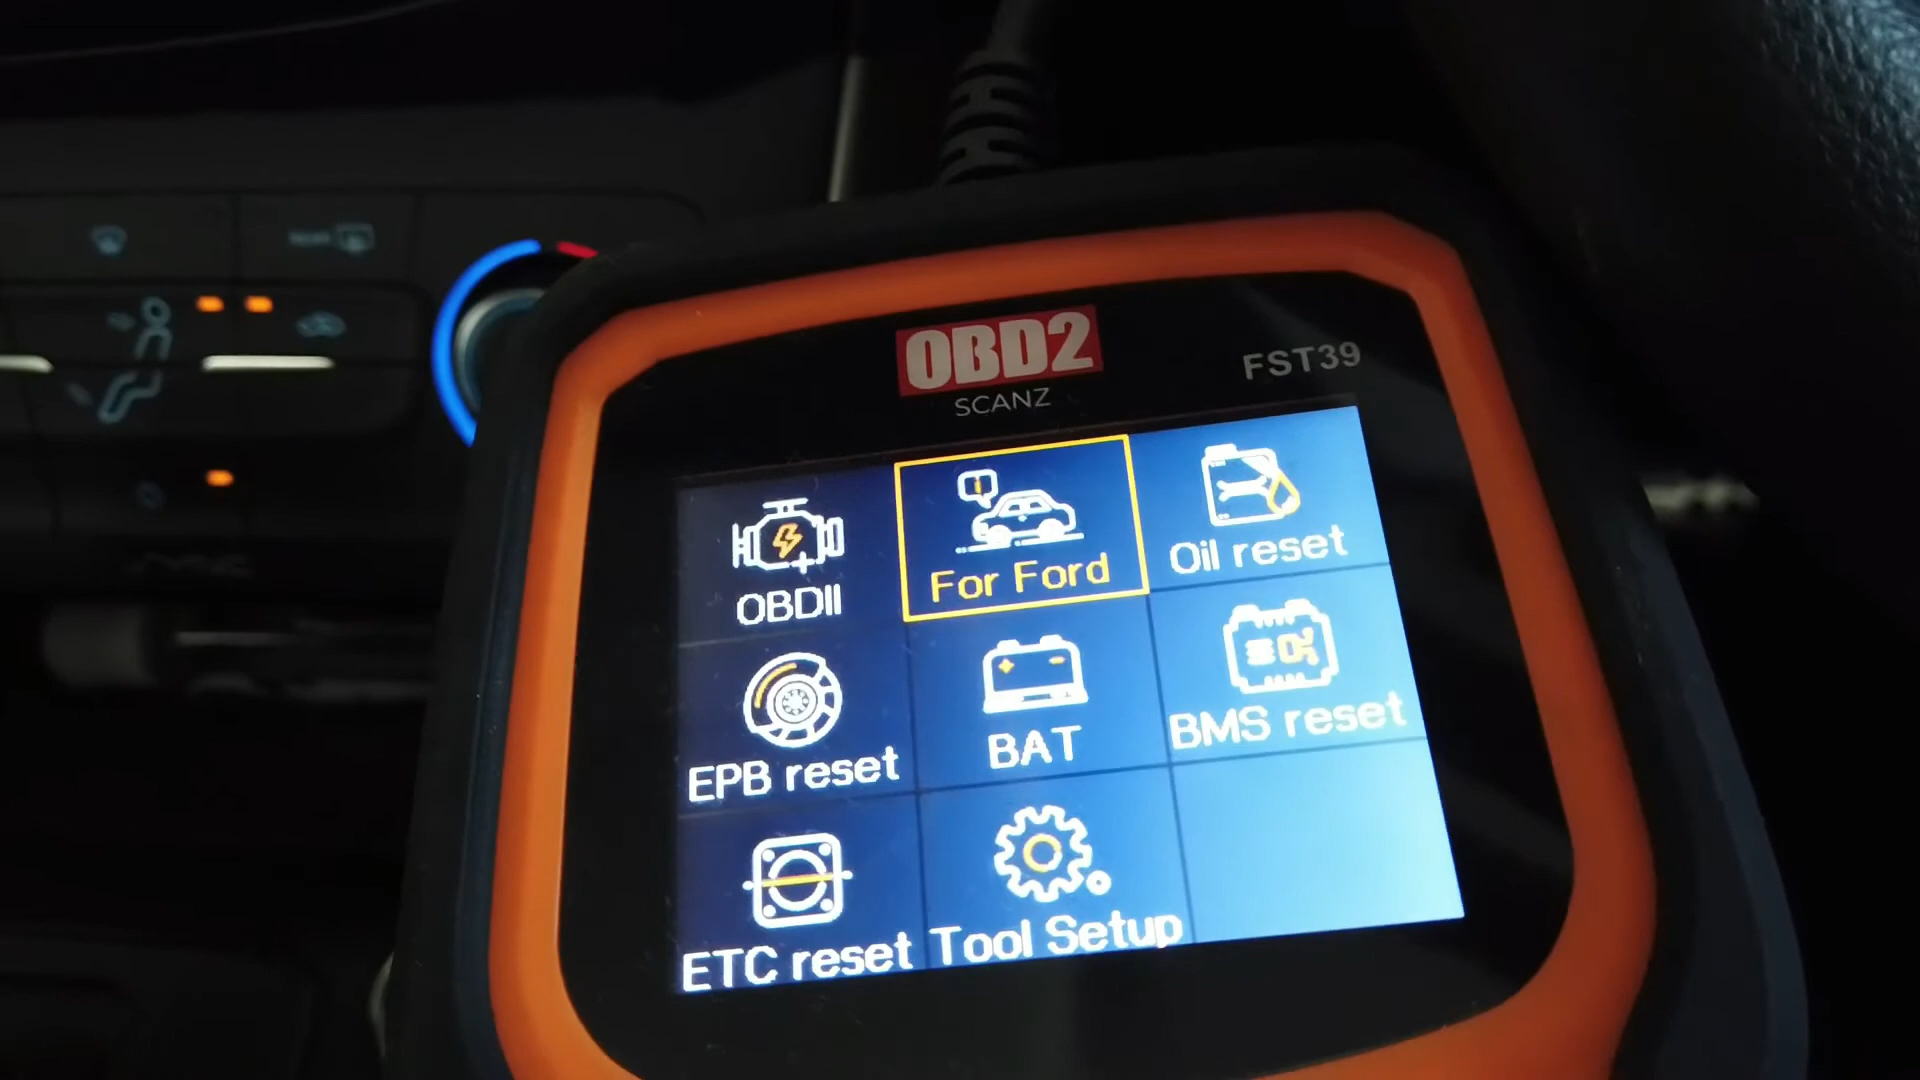 OBD2
SCANZ
FST39
OBDII
For Ford
Oil reset
EPB reset
BAT
BMS reset
ETC reset
Tool Setup